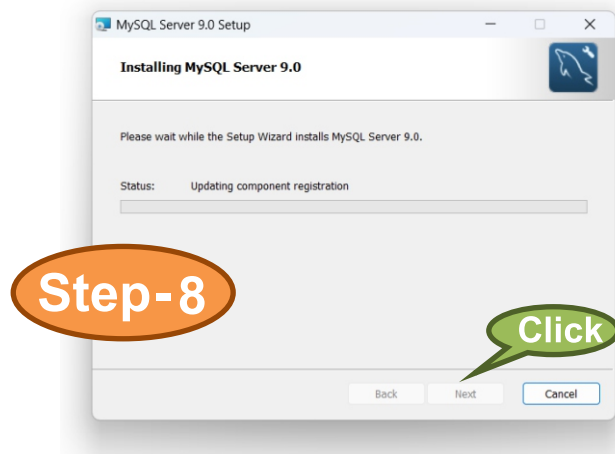 MySQL Server 9.0 Setup
Installing MySQL Server 9.0
Please wait while the Setup Wizard installs MySQL Server 9.0.
Status: Updating component registration
Step-8
Click
Back Next Cancel